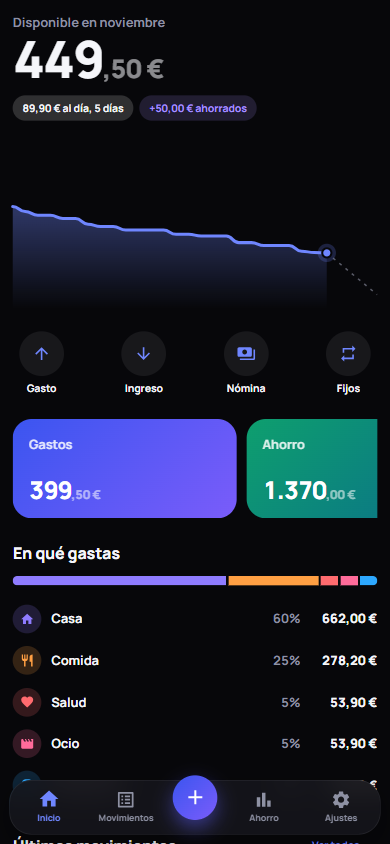 Disponible en noviembre
449,50 €
89,90 € al día, 5 días
+50,00 € ahorrados
Gasto
Ingreso
Nómina
Fijos
Gastos
399,50 €
Ahorro
1.370,00 €
En qué gastas
Casa 60% 662,00 €
Comida 25% 278,20 €
Salud 5% 53,90 €
Ocio 5% 53,90 €
Inicio
Movimientos
+
Ahorro
Ajustes